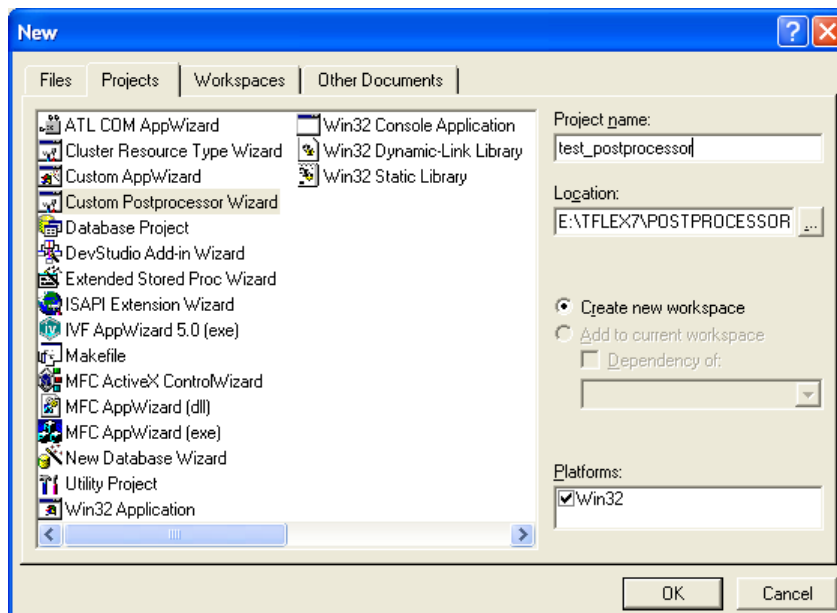 New
Files Projects Workspaces Other Documents
ATL COM AppWizard
Cluster Resource Type Wizard
Custom AppWizard
Custom Postprocessor Wizard
Database Project
DevStudio Add-in Wizard
Extended Stored Proc Wizard
ISAPI Extension Wizard
IVF AppWizard 5.0 (exe)
Makefile
MFC ActiveX ControlWizard
MFC AppWizard (dll)
MFC AppWizard (exe)
New Database Wizard
Utility Project
Win32 Application
Win32 Console Application
Win32 Dynamic-Link Library
Win32 Static Library
Project name:
test_postprocessor
Location:
E:\TFLEX7\POSTPROCESSOR
...
Create new workspace
Add to current workspace
Dependency of:
Platforms:
Win32
OK Cancel